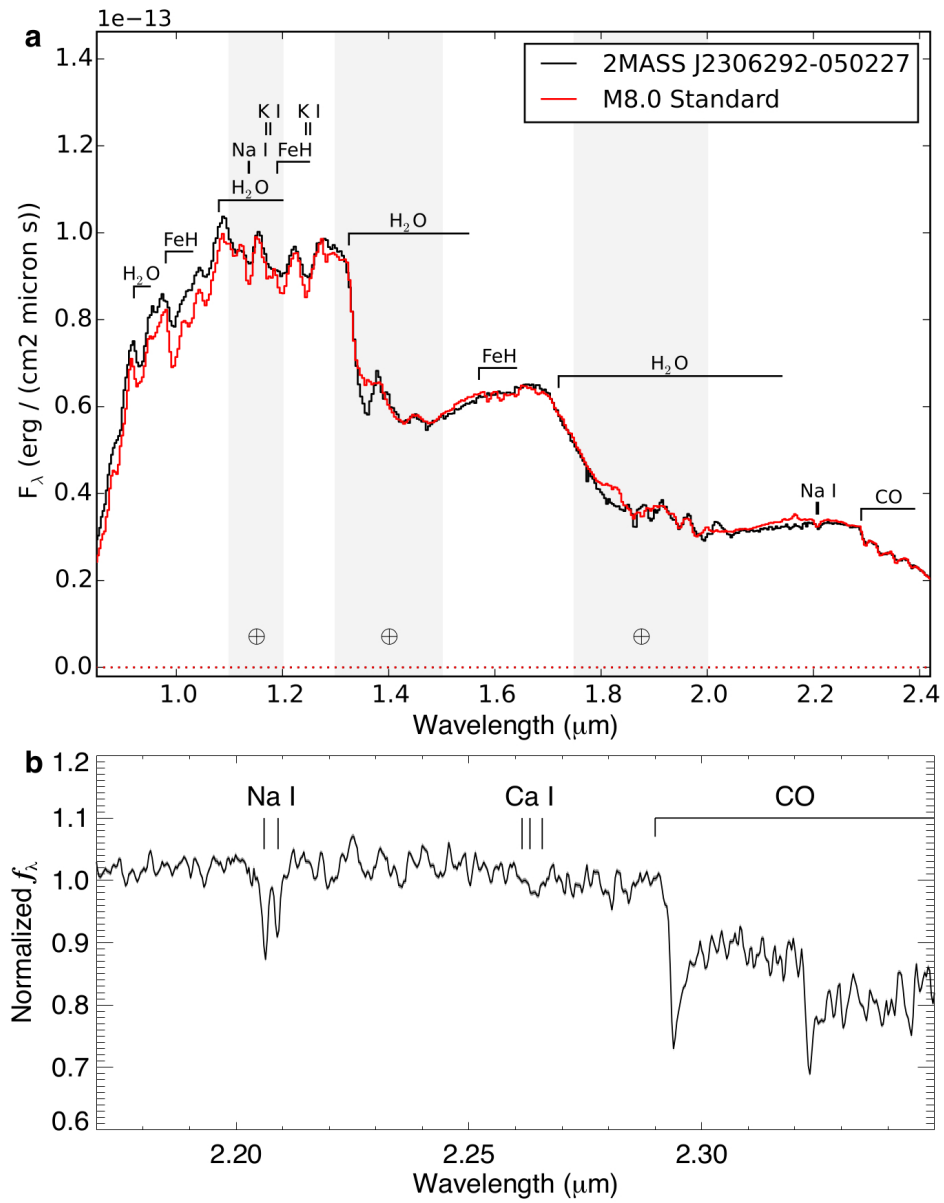 a
1e−13
1.4
1.2
1.0
0.8
0.6
0.4
0.2
0.0
F_λ (erg / (cm2 micron s))
2MASS J2306292-050227
M8.0 Standard
K I K I
Na I FeH
H₂O
FeH
H₂O
H₂O
FeH
H₂O
Na I
CO
⊕ ⊕ ⊕
1.0 1.2 1.4 1.6 1.8 2.0 2.2 2.4
Wavelength (μm)
b
1.2
1.1
1.0
0.9
0.8
0.7
0.6
Normalized f_λ
Na I Ca I CO
2.20 2.25 2.30
Wavelength (μm)